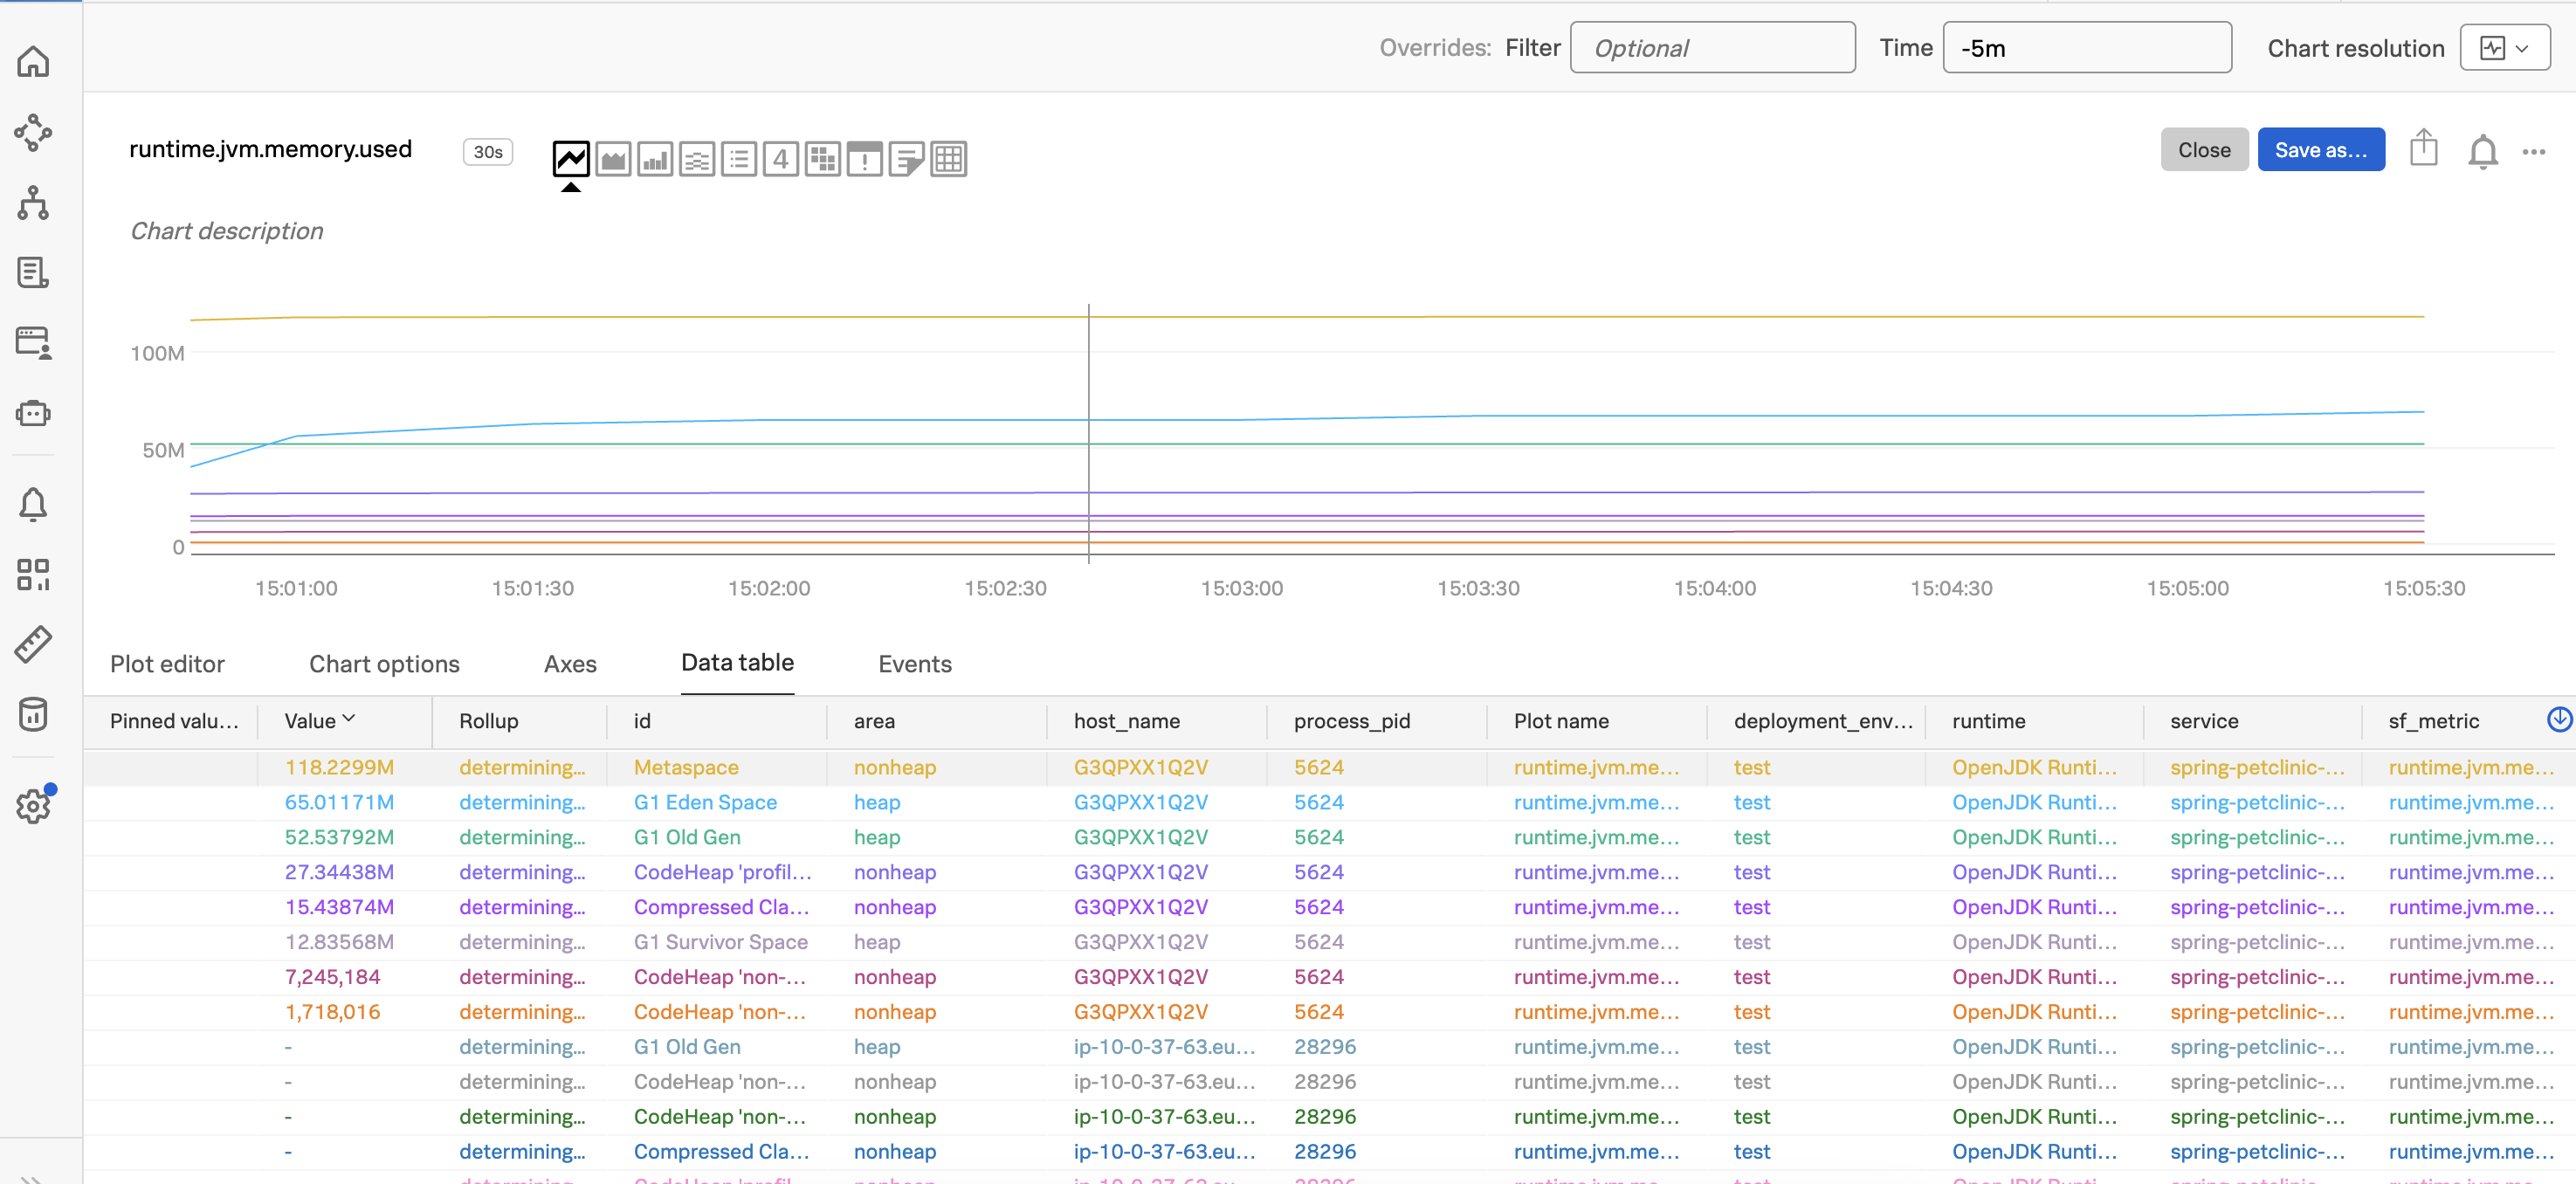 Overrides: Filter Optional Time -5m Chart resolution
runtime.jvm.memory.used 30s 4 Close Save as...
Chart description
100M
50M
0
15:01:00 15:01:30 15:02:00 15:02:30 15:03:00 15:03:30 15:04:00 15:04:30 15:05:00 15:05:30
Plot editor Chart options Axes Data table Events
Pinned valu... Value Rollup id area host_name process_pid Plot name deployment_env... runtime service sf_metric
118.2299M determining... Metaspace nonheap G3QPXX1Q2V 5624 runtime.jvm.me... test OpenJDK Runti... spring-petclinic-... runtime.jvm.me...
65.01171M determining... G1 Eden Space heap G3QPXX1Q2V 5624 runtime.jvm.me... test OpenJDK Runti... spring-petclinic-... runtime.jvm.me...
52.53792M determining... G1 Old Gen heap G3QPXX1Q2V 5624 runtime.jvm.me... test OpenJDK Runti... spring-petclinic-... runtime.jvm.me...
27.34438M determining... CodeHeap 'profil... nonheap G3QPXX1Q2V 5624 runtime.jvm.me... test OpenJDK Runti... spring-petclinic-... runtime.jvm.me...
15.43874M determining... Compressed Cla... nonheap G3QPXX1Q2V 5624 runtime.jvm.me... test OpenJDK Runti... spring-petclinic-... runtime.jvm.me...
12.83568M determining... G1 Survivor Space heap G3QPXX1Q2V 5624 runtime.jvm.me... test OpenJDK Runti... spring-petclinic-... runtime.jvm.me...
7,245,184 determining... CodeHeap 'non-... nonheap G3QPXX1Q2V 5624 runtime.jvm.me... test OpenJDK Runti... spring-petclinic-... runtime.jvm.me...
1,718,016 determining... CodeHeap 'non-... nonheap G3QPXX1Q2V 5624 runtime.jvm.me... test OpenJDK Runti... spring-petclinic-... runtime.jvm.me...
- determining... G1 Old Gen heap ip-10-0-37-63.eu... 28296 runtime.jvm.me... test OpenJDK Runti... spring-petclinic-... runtime.jvm.me...
- determining... CodeHeap 'non-... nonheap ip-10-0-37-63.eu... 28296 runtime.jvm.me... test OpenJDK Runti... spring-petclinic-... runtime.jvm.me...
- determining... CodeHeap 'non-... nonheap ip-10-0-37-63.eu... 28296 runtime.jvm.me... test OpenJDK Runti... spring-petclinic-... runtime.jvm.me...
- determining... Compressed Cla... nonheap ip-10-0-37-63.eu... 28296 runtime.jvm.me... test OpenJDK Runti... spring-petclinic-... runtime.jvm.me...